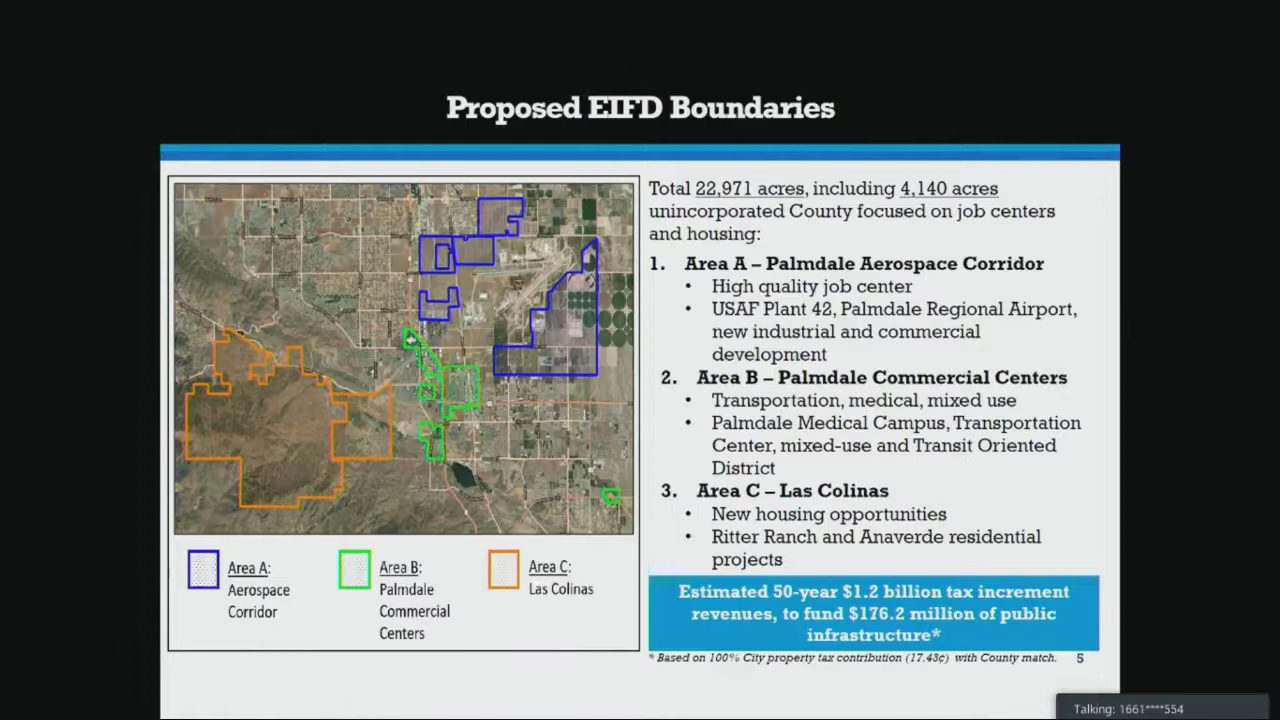 Proposed EIFD Boundaries
Total 22,971 acres, including 4,140 acres
unincorporated County focused on job centers
and housing:
1. Area A – Palmdale Aerospace Corridor
• High quality job center
• USAF Plant 42, Palmdale Regional Airport,
new industrial and commercial
development
2. Area B – Palmdale Commercial Centers
• Transportation, medical, mixed use
• Palmdale Medical Campus, Transportation
Center, mixed-use and Transit Oriented
District
3. Area C – Las Colinas
• New housing opportunities
• Ritter Ranch and Anaverde residential
projects
Area A:
Aerospace
Corridor
Area B:
Palmdale
Commercial
Centers
Area C:
Las Colinas
Estimated 50-year $1.2 billion tax increment
revenues, to fund $176.2 million of public
infrastructure*
* Based on 100% City property tax contribution (17.43¢) with County match.
5
Talking: 1661****554